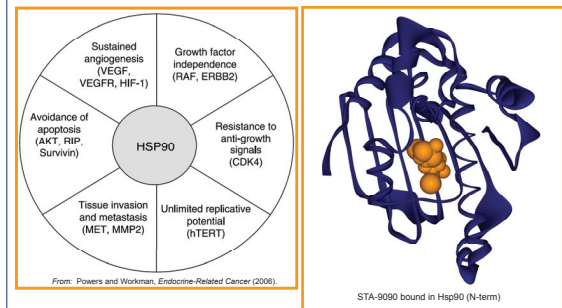 Sustained
angiogenesis
(VEGF,
VEGFR, HIF-1)
Growth factor
independence
(RAF, ERBB2)
Avoidance of
apoptosis
(AKT, RIP,
Survivin)
HSP90
Resistance to
anti-growth
signals
(CDK4)
Tissue invasion
and metastasis
(MET, MMP2)
Unlimited replicative
potential
(hTERT)
From: Powers and Workman, Endocrine-Related Cancer (2006).
STA-9090 bound in Hsp90 (N-term)